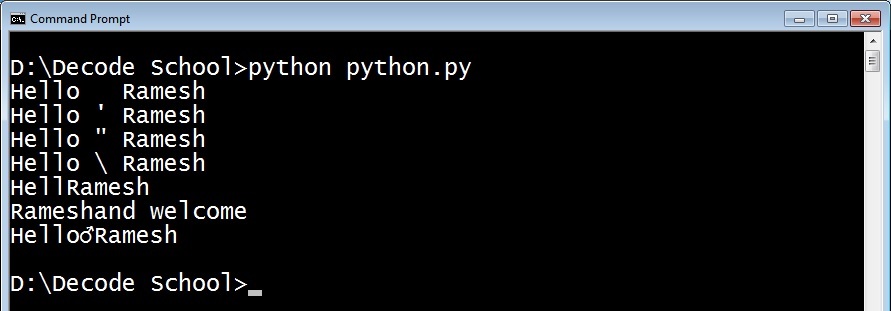 Command Prompt
D:\Decode School>python python.py
Hello   Ramesh
Hello ' Ramesh
Hello " Ramesh
Hello \ Ramesh
HellRamesh
Rameshand welcome
Hello♂Ramesh
D:\Decode School>_